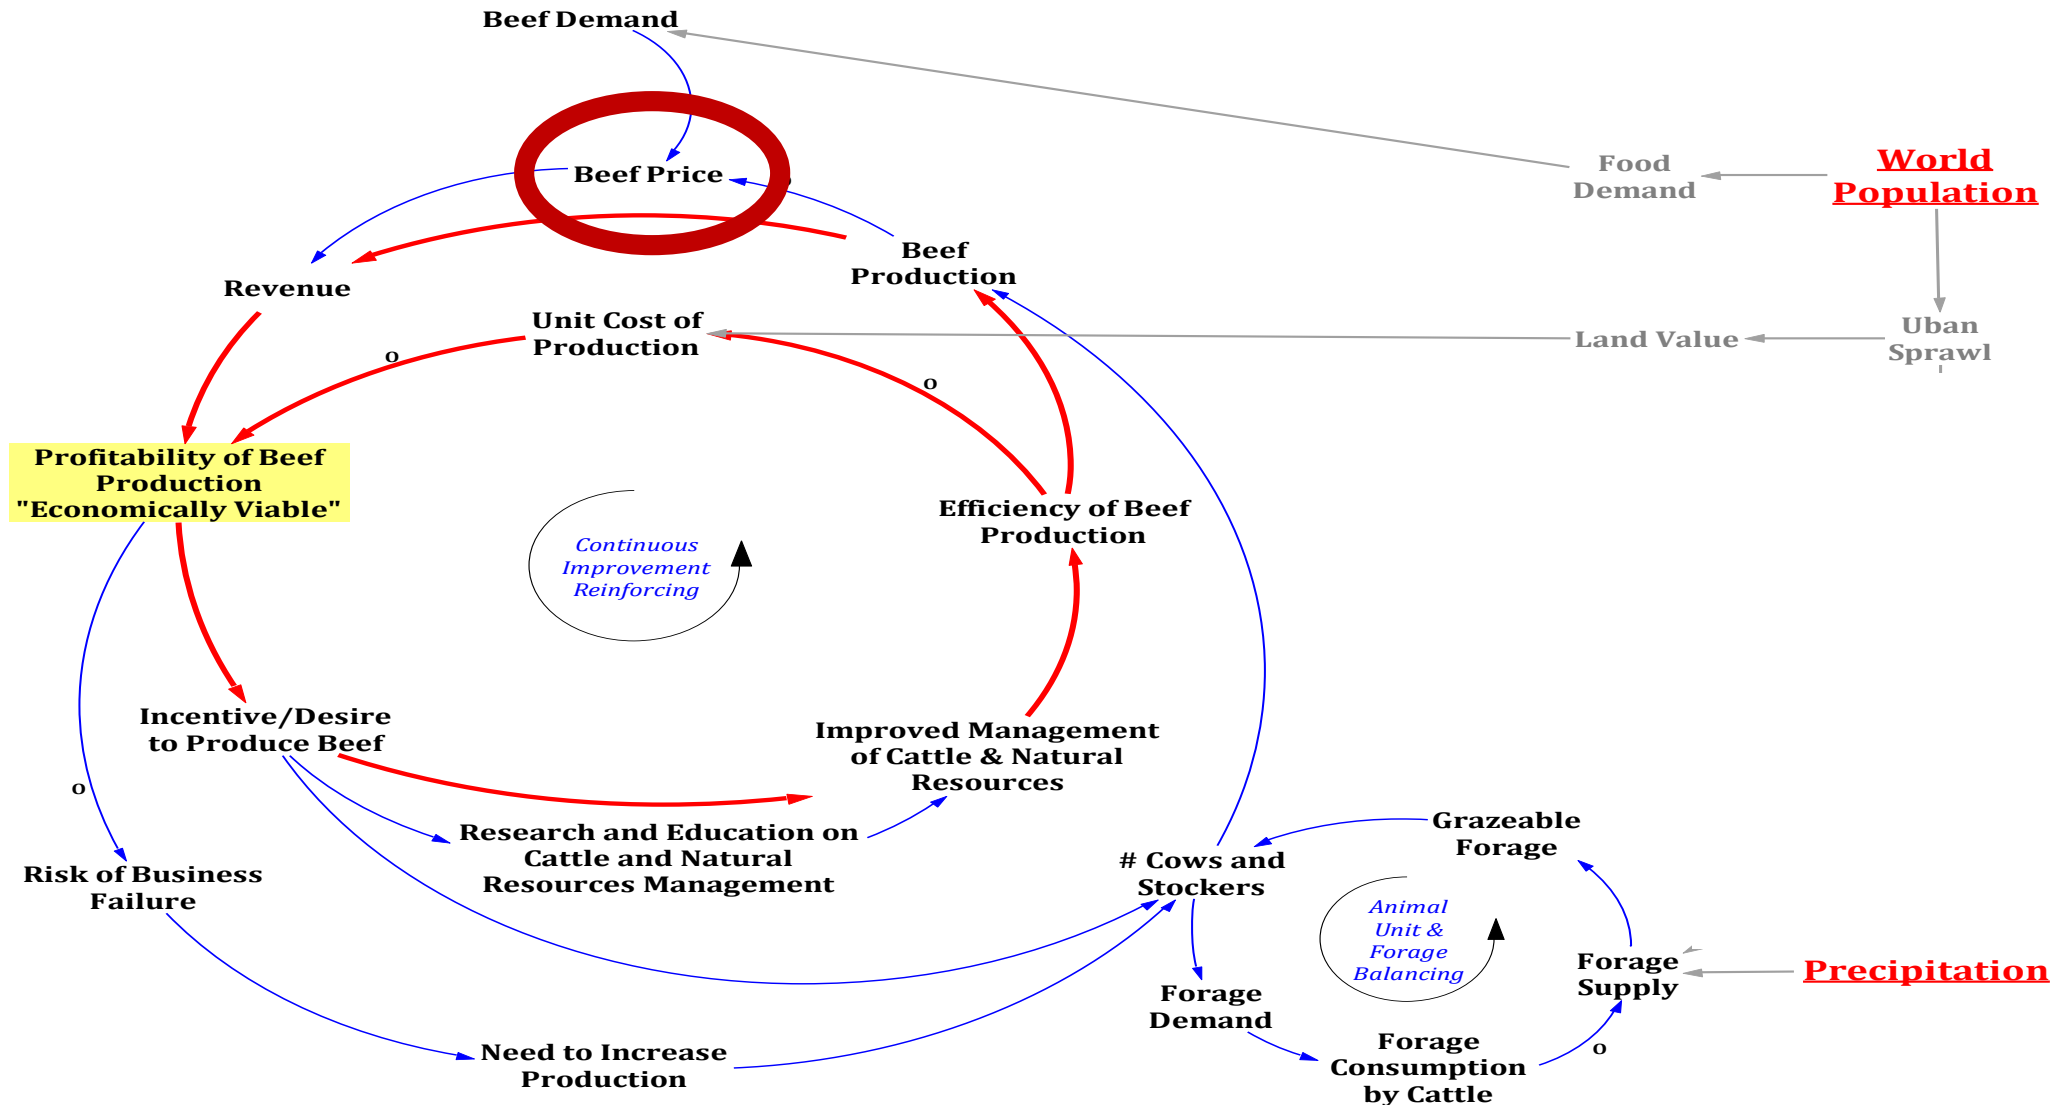 Beef Demand
Beef Price
Food
Demand
World
Population
Beef
Production
Revenue
Unit Cost of
Production
o
o
o
Land Value
Uban
Sprawl
Profitability of Beef
Production
"Economically Viable"
Efficiency of Beef
Production
Continuous
Improvement
Reinforcing
Incentive/Desire
to Produce Beef
Improved Management
of Cattle & Natural
Resources
o
Research and Education on
Cattle and Natural
Resources Management
Risk of Business
Failure
# Cows and
Stockers
Grazeable
Forage
Animal
Unit &
Forage
Balancing
Forage
Supply
Precipitation
Forage
Demand
Forage
Consumption
by Cattle
o
Need to Increase
Production